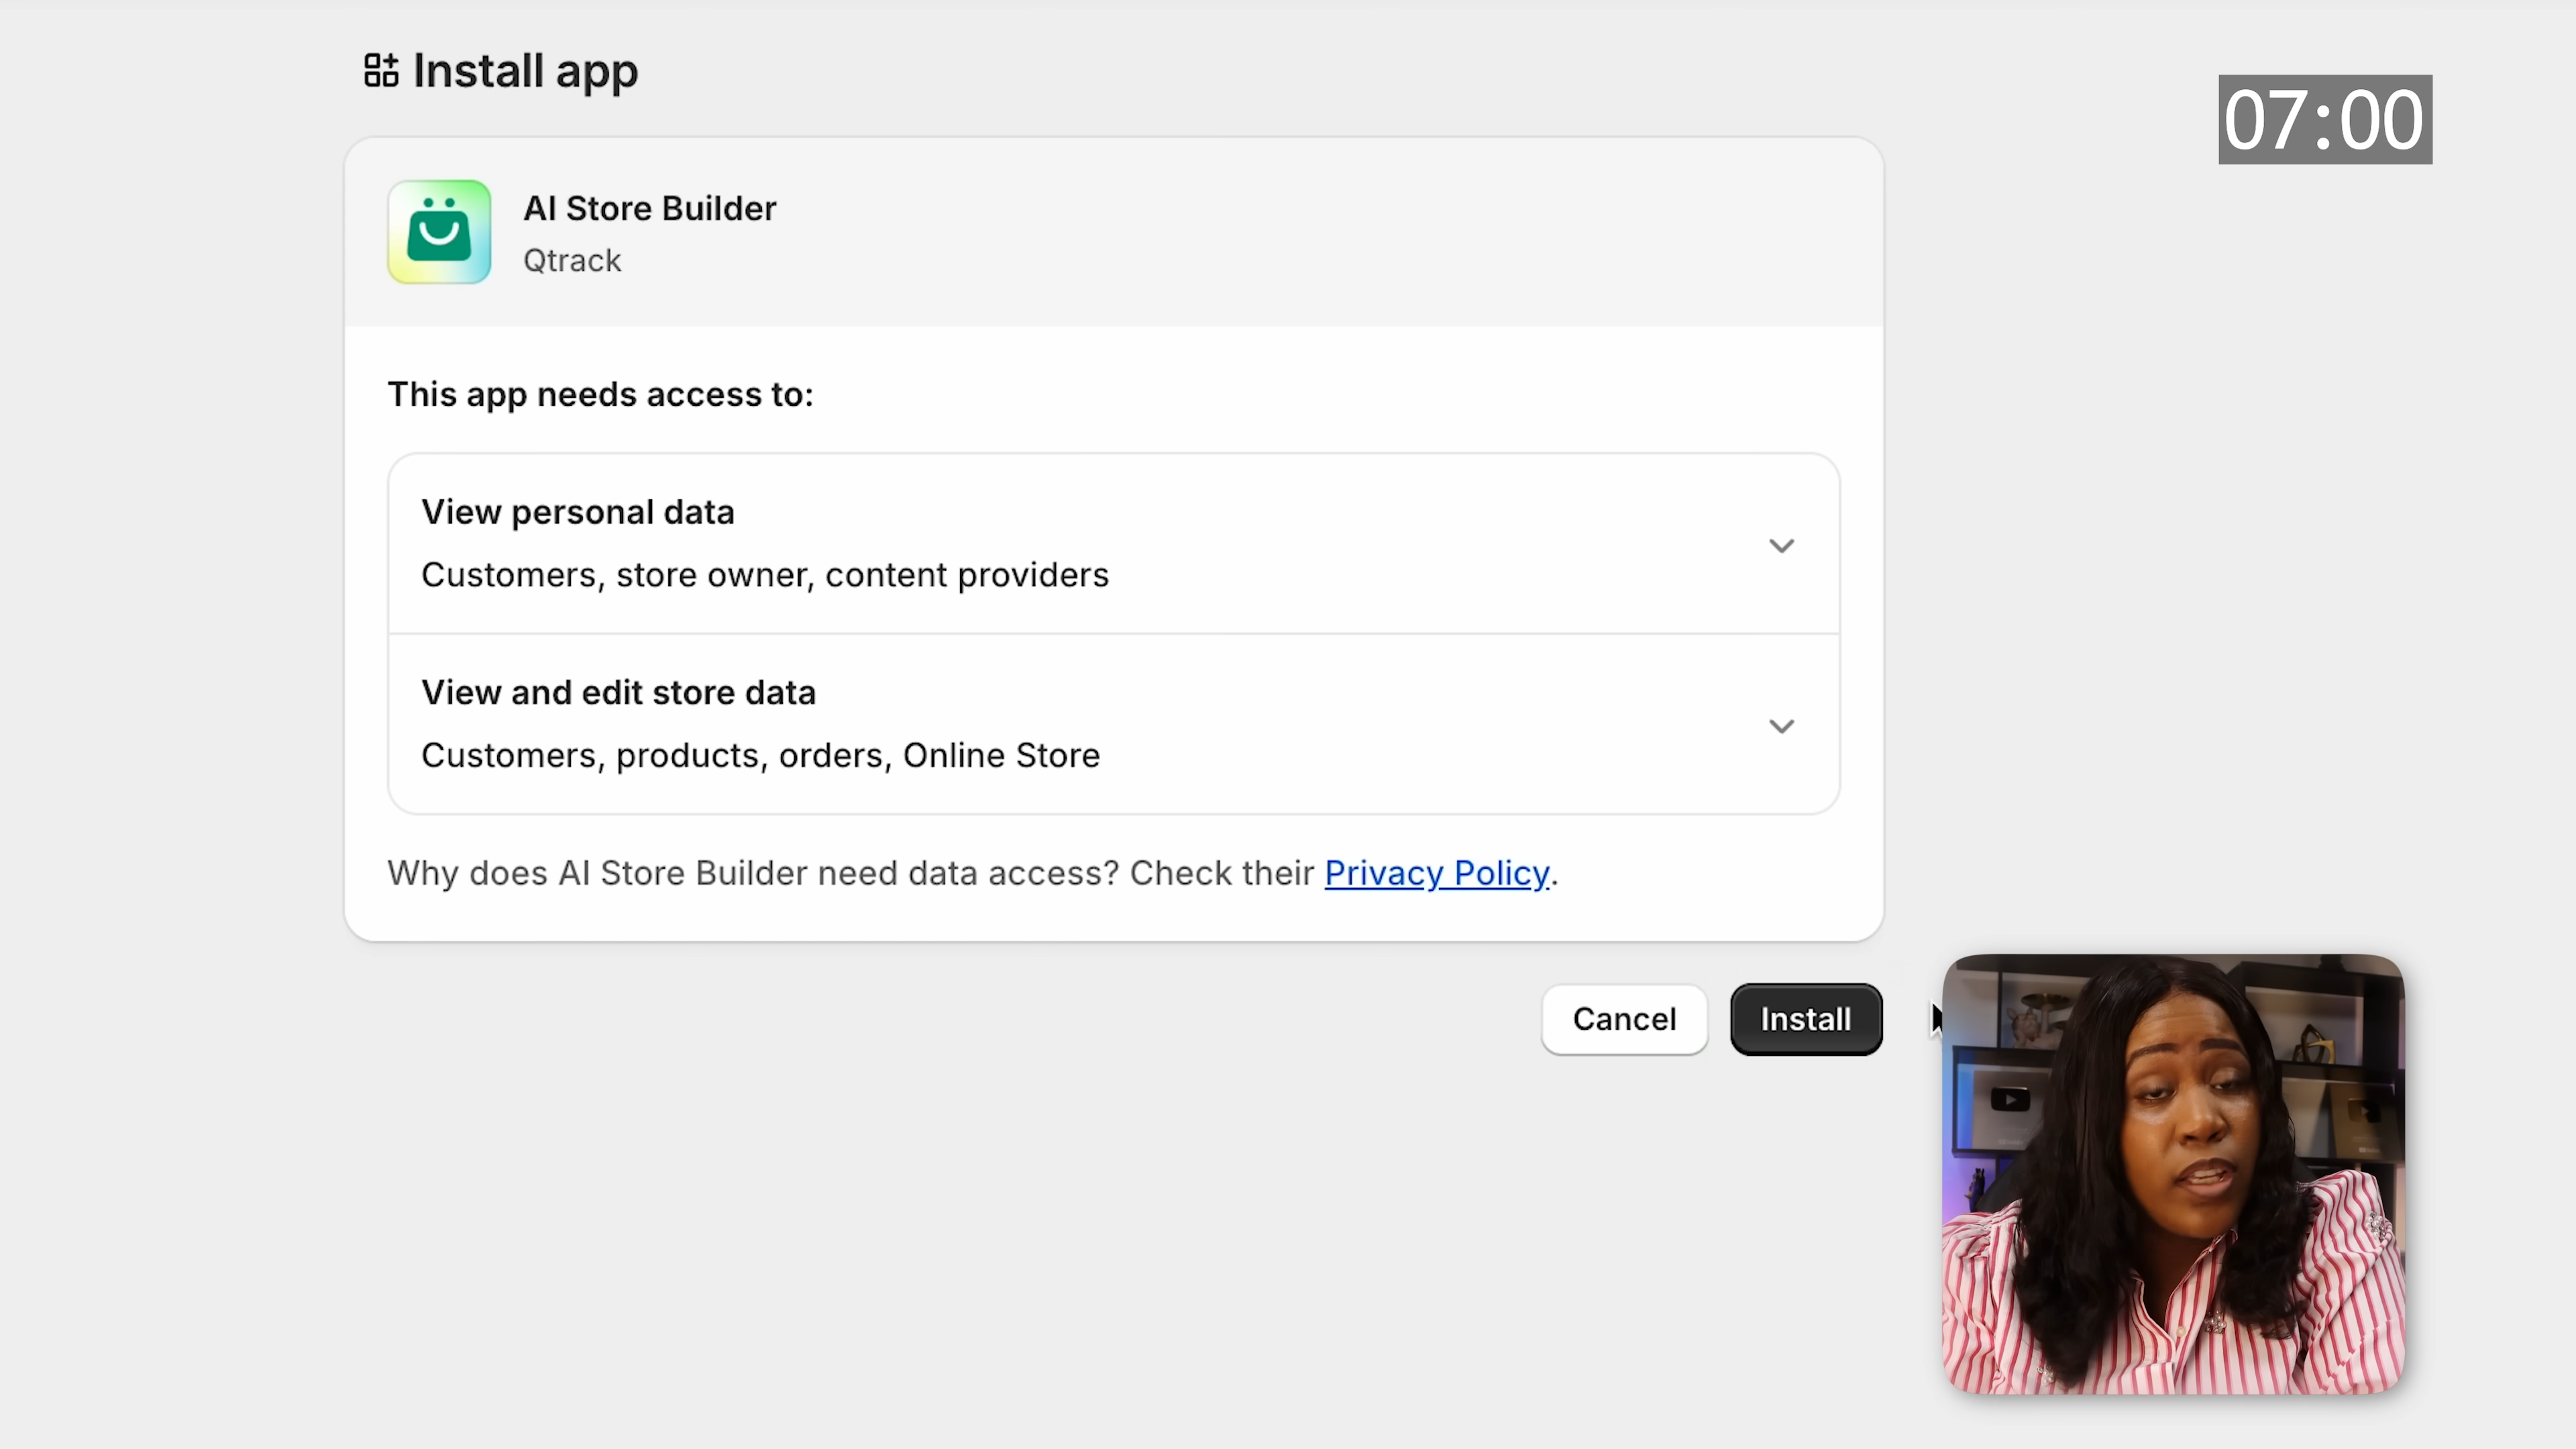 Install app
07:00
AI Store Builder
Qtrack
This app needs access to:
View personal data
Customers, store owner, content providers
View and edit store data
Customers, products, orders, Online Store
Why does AI Store Builder need data access? Check their Privacy Policy.
Cancel
Install